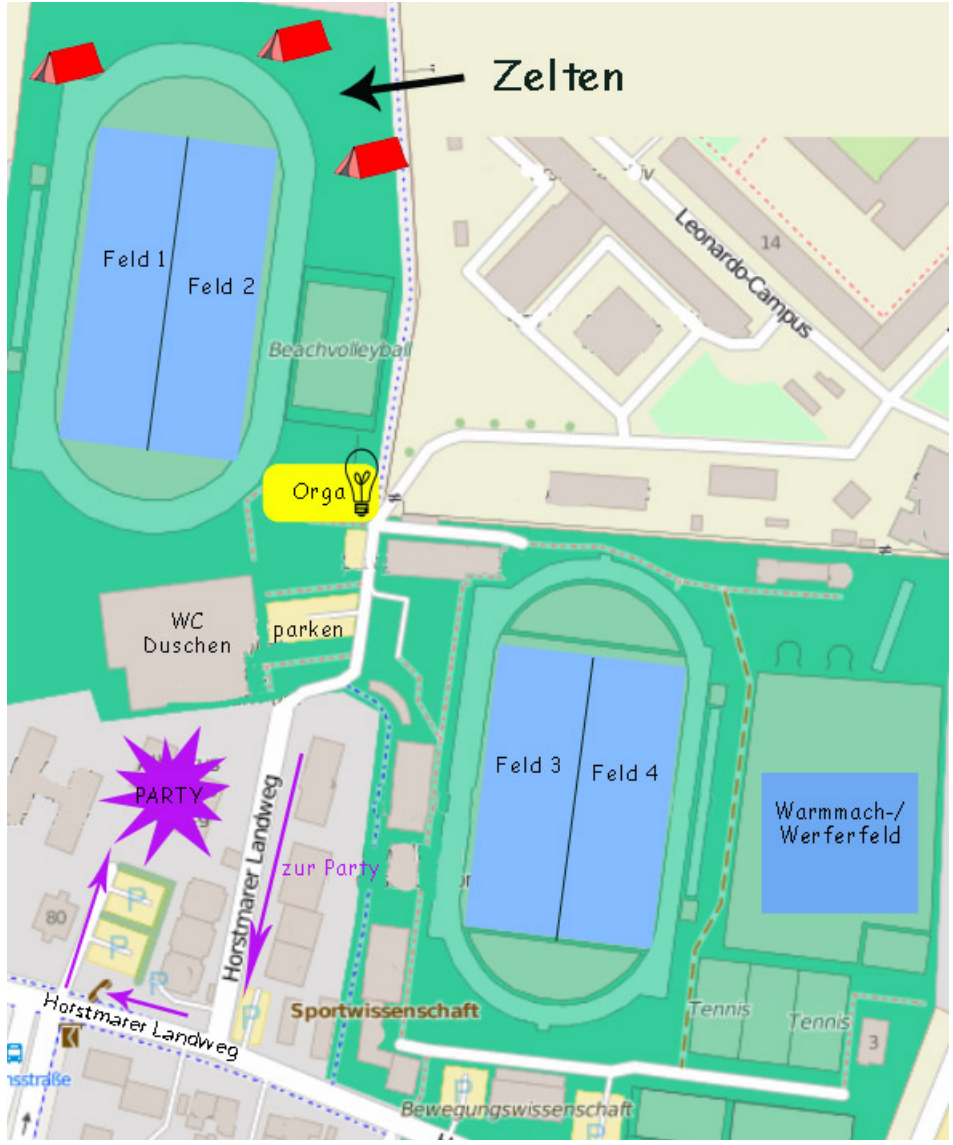 Zelten
14
Leonardo-Campus
Feld 1
Feld 2
Beachvolleyball
Orga
WC
Duschen
parken
Feld 3
Feld 4
Warmmach-/
Werferfeld
PARTY
zur Party
Horstmarer Landweg
80
P
P
P
P
Horstmarer Landweg
Sportwissenschaft
Tennis
Tennis
3
nsstraße
P
Bewegungswissenschaft
P